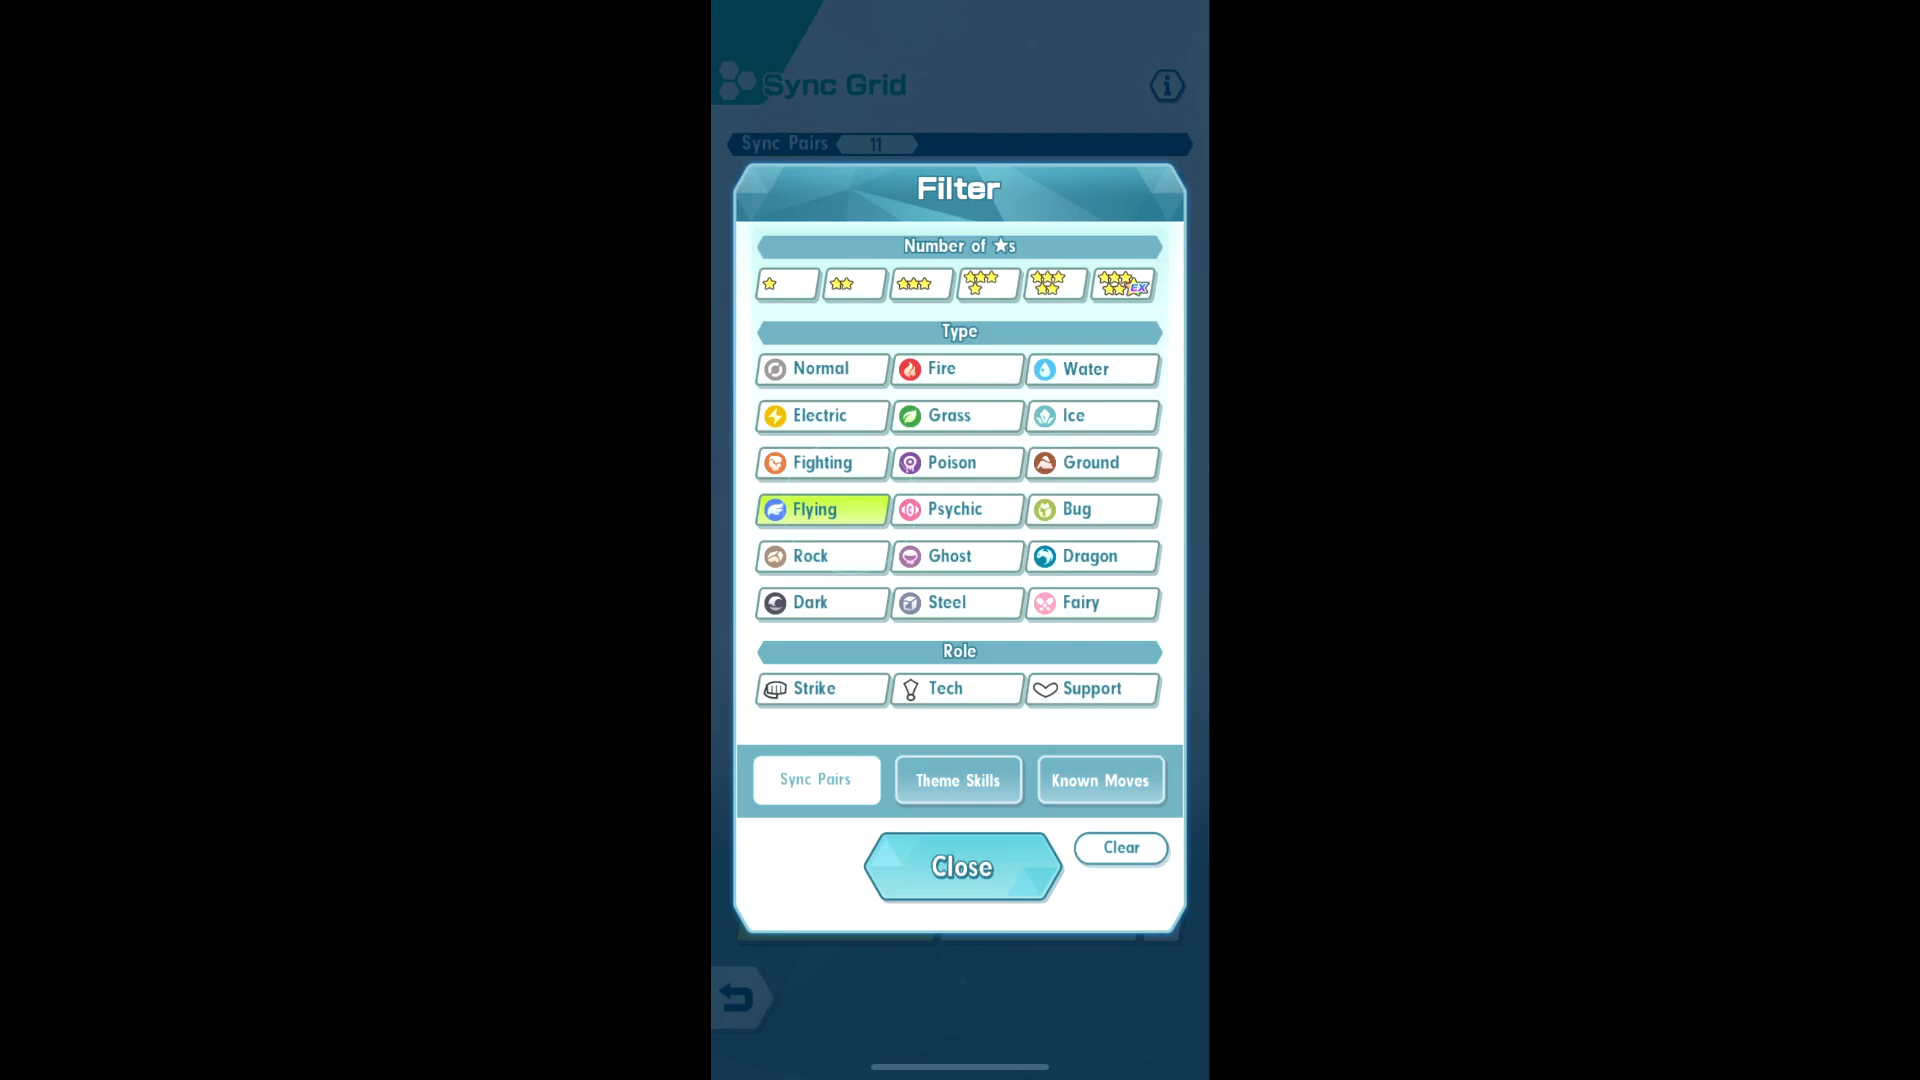 Sync Grid
Sync Pairs 11
Filter
Number of ★s
EX
Type
Normal Fire Water
Electric Grass Ice
Fighting Poison Ground
Flying Psychic Bug
Rock Ghost Dragon
Dark Steel Fairy
Role
Strike Tech Support
Sync Pairs Theme Skills Known Moves
Close Clear